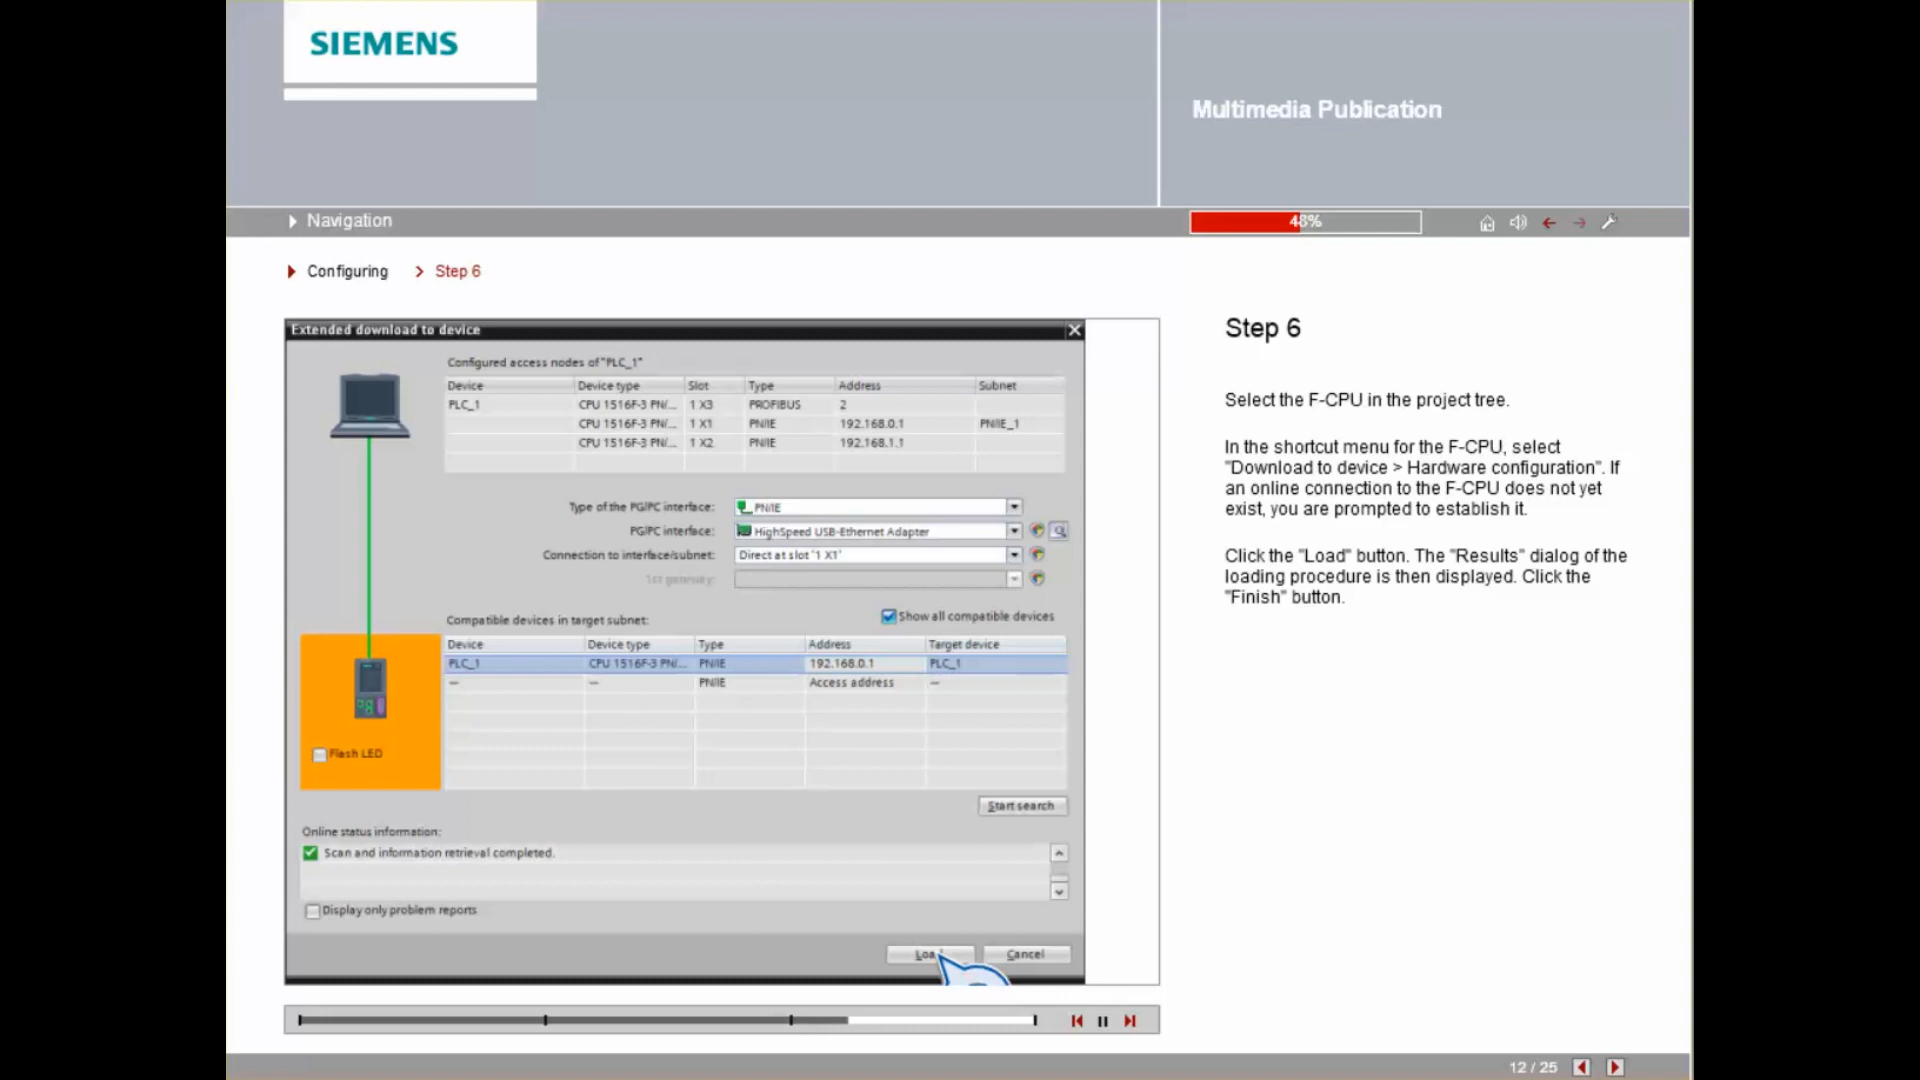 SIEMENS
Multimedia Publication
Navigation
48%
Configuring > Step 6
Extended download to device
Configured access nodes of "PLC_1"
Device Device type Slot Type Address Subnet
PLC_1 CPU 1516F-3 PN/... 1 X3 PROFIBUS 2
CPU 1516F-3 PN/... 1 X1 PN/IE 192.168.0.1 PN/IE_1
CPU 1516F-3 PN/... 1 X2 PN/IE 192.168.1.1
Type of the PG/PC interface: PN/IE
PG/PC interface: HighSpeed USB-Ethernet Adapter
Connection to interface/subnet: Direct at slot '1 X1'
1st gateway:
Compatible devices in target subnet: Show all compatible devices
Device Device type Type Address Target device
PLC_1 CPU 1516F-3 PN/... PN/IE 192.168.0.1 PLC_1
— — PN/IE Access address —
Flash LED
Start search
Online status information:
Scan and information retrieval completed.
Display only problem reports
Cancel
Step 6
Select the F-CPU in the project tree.
In the shortcut menu for the F-CPU, select
"Download to device > Hardware configuration". If
an online connection to the F-CPU does not yet
exist, you are prompted to establish it.
Click the "Load" button. The "Results" dialog of the
loading procedure is then displayed. Click the
"Finish" button.
12 / 25